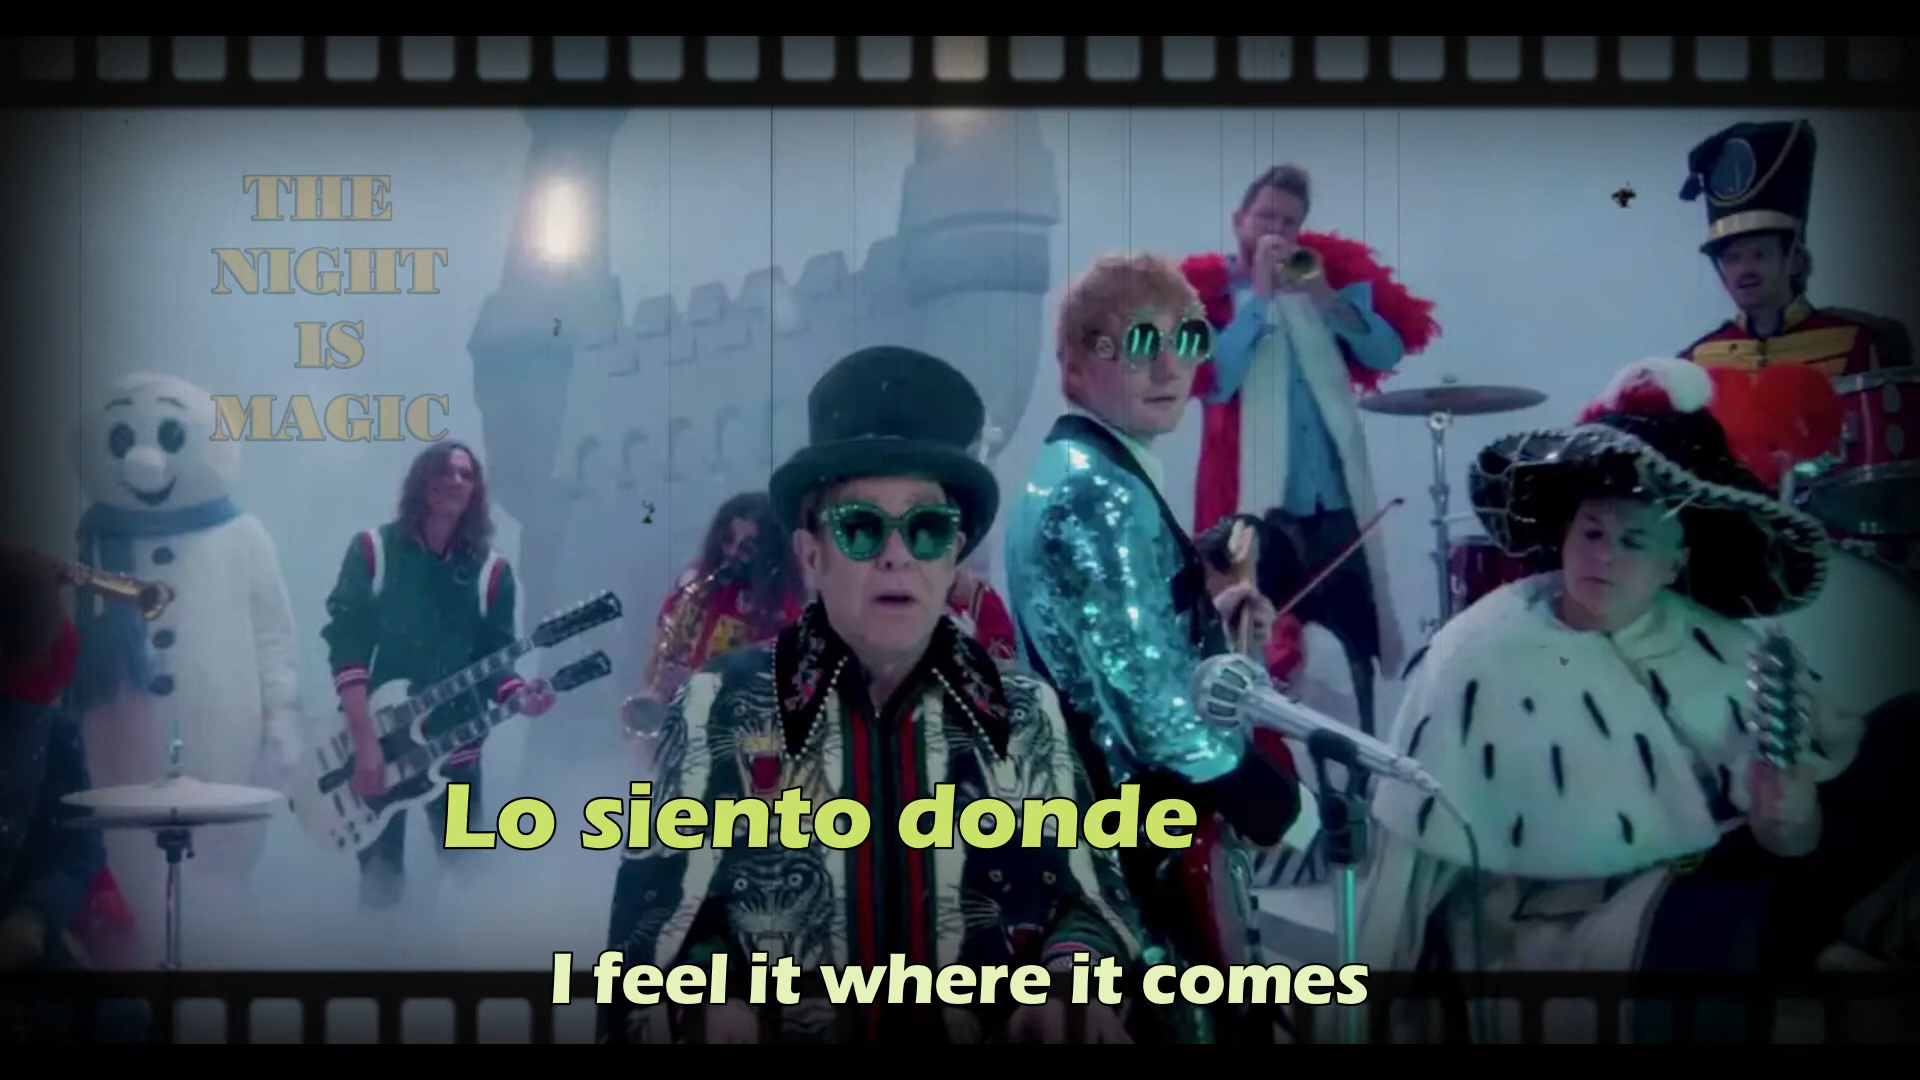 THE
NIGHT
IS
MAGIC
Lo siento donde
I feel it where it comes